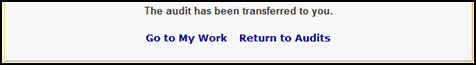 The audit has been transferred to you.
Go to My Work Return to Audits